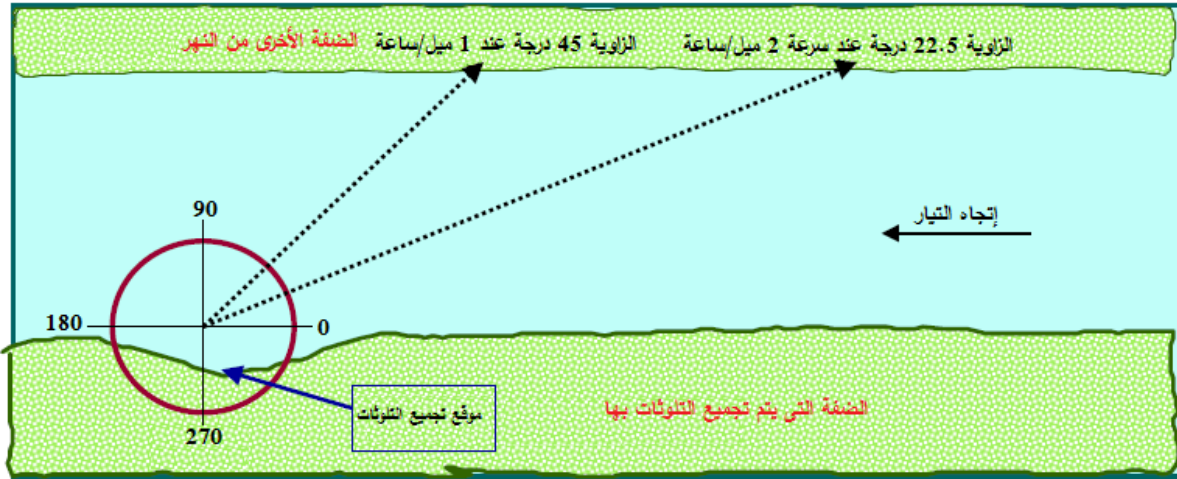 الضفة الأخرى من النهر
الزاوية 45 درجة عند 1 ميل/ساعة
الزاوية 22.5 درجة عند سرعة 2 ميل/ساعة
90
إتجاه التيار
180
0
موقع تجميع التلوثات
الضفة التى يتم تجميع التلوثات بها
270